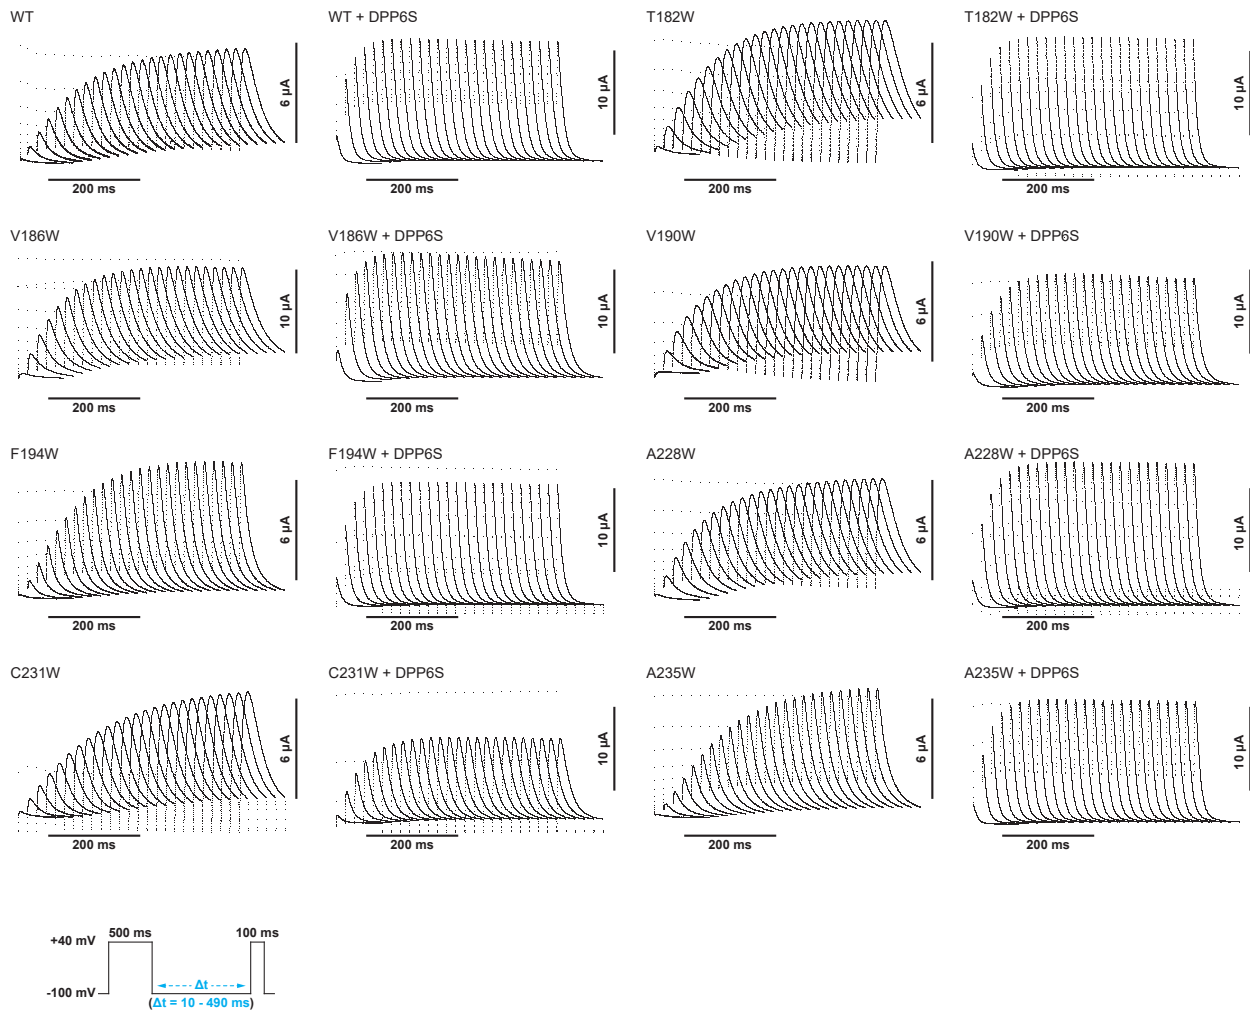 WT
WT + DPP6S
T182W
T182W + DPP6S
6 µA
10 µA
6 µA
10 µA
200 ms
200 ms
200 ms
200 ms
V186W
V186W + DPP6S
V190W
V190W + DPP6S
10 µA
10 µA
6 µA
10 µA
200 ms
200 ms
200 ms
200 ms
F194W
F194W + DPP6S
A228W
A228W + DPP6S
6 µA
10 µA
6 µA
10 µA
200 ms
200 ms
200 ms
200 ms
C231W
C231W + DPP6S
A235W
A235W + DPP6S
6 µA
10 µA
6 µA
10 µA
200 ms
200 ms
200 ms
200 ms
500 ms
100 ms
+40 mV
Δt
-100 mV
(Δt = 10 - 490 ms)